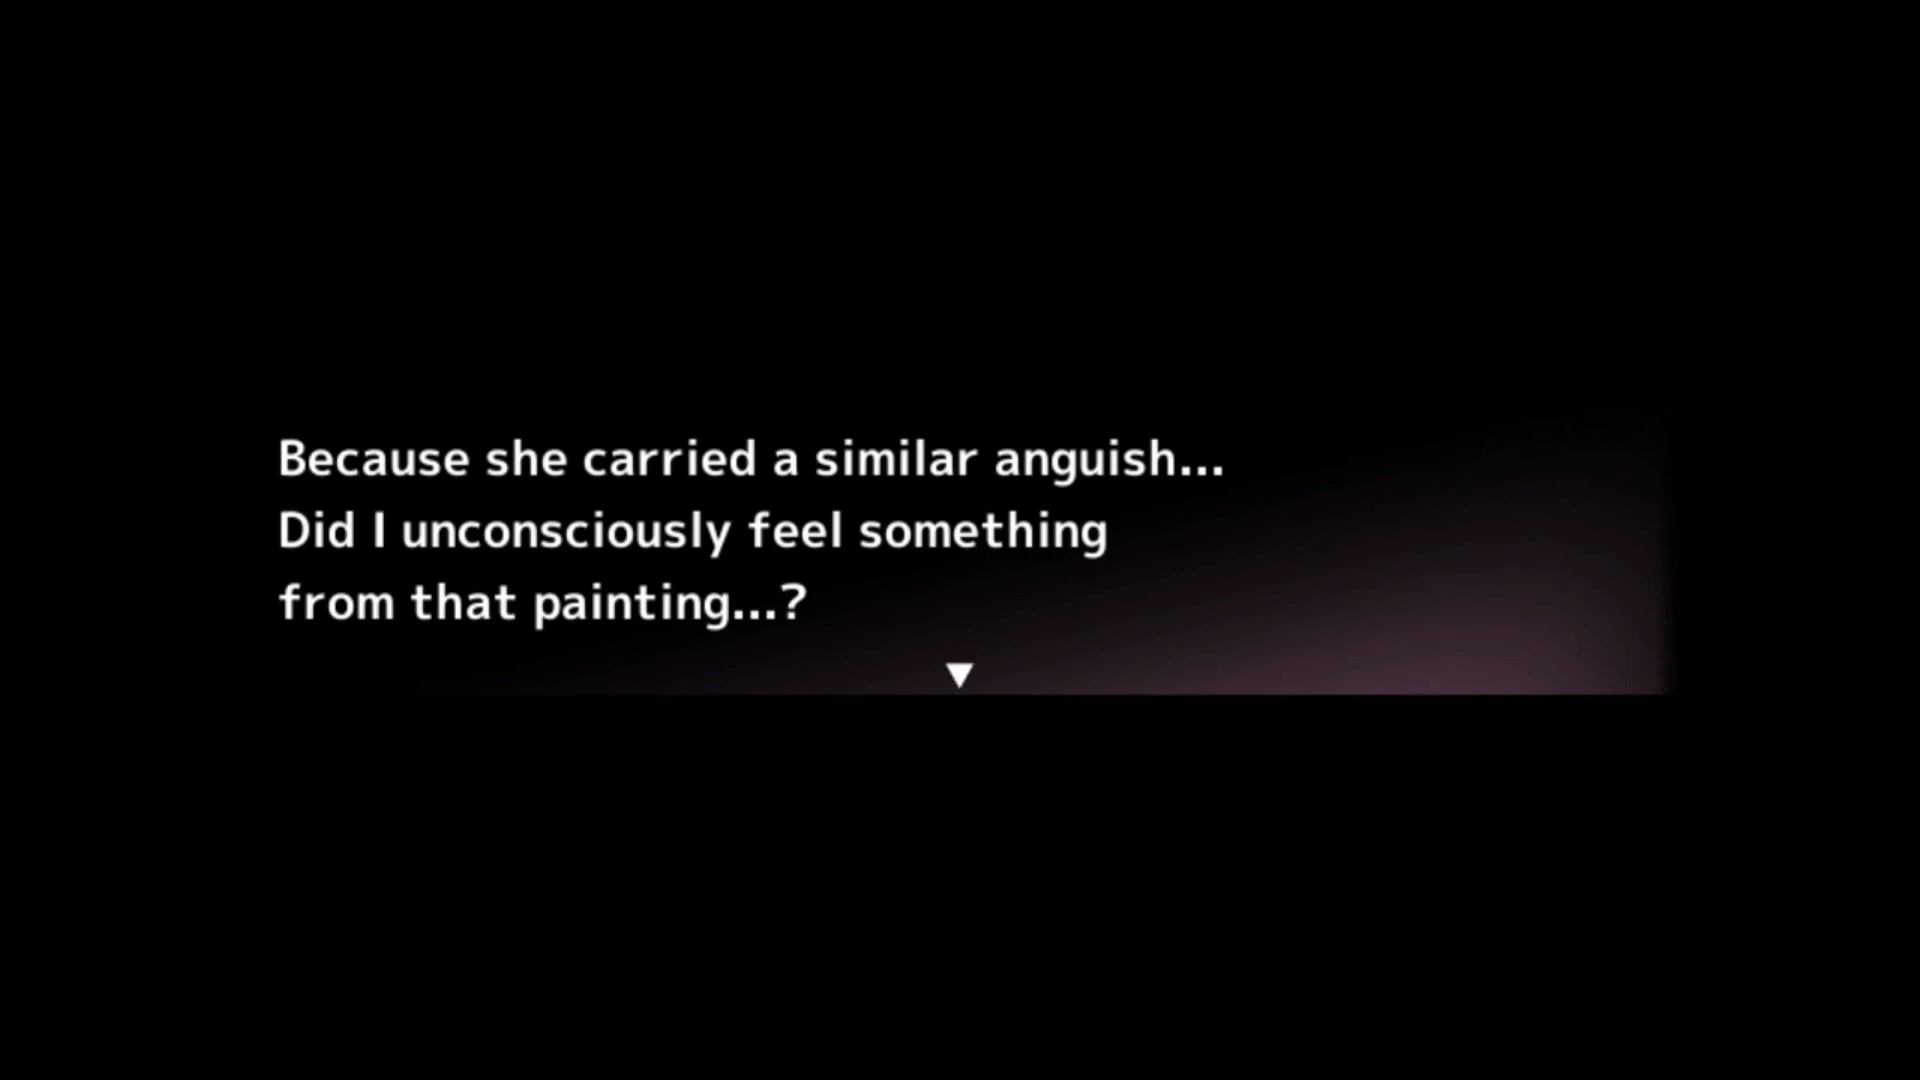 Because she carried a similar anguish...
Did I unconsciously feel something
from that painting...?